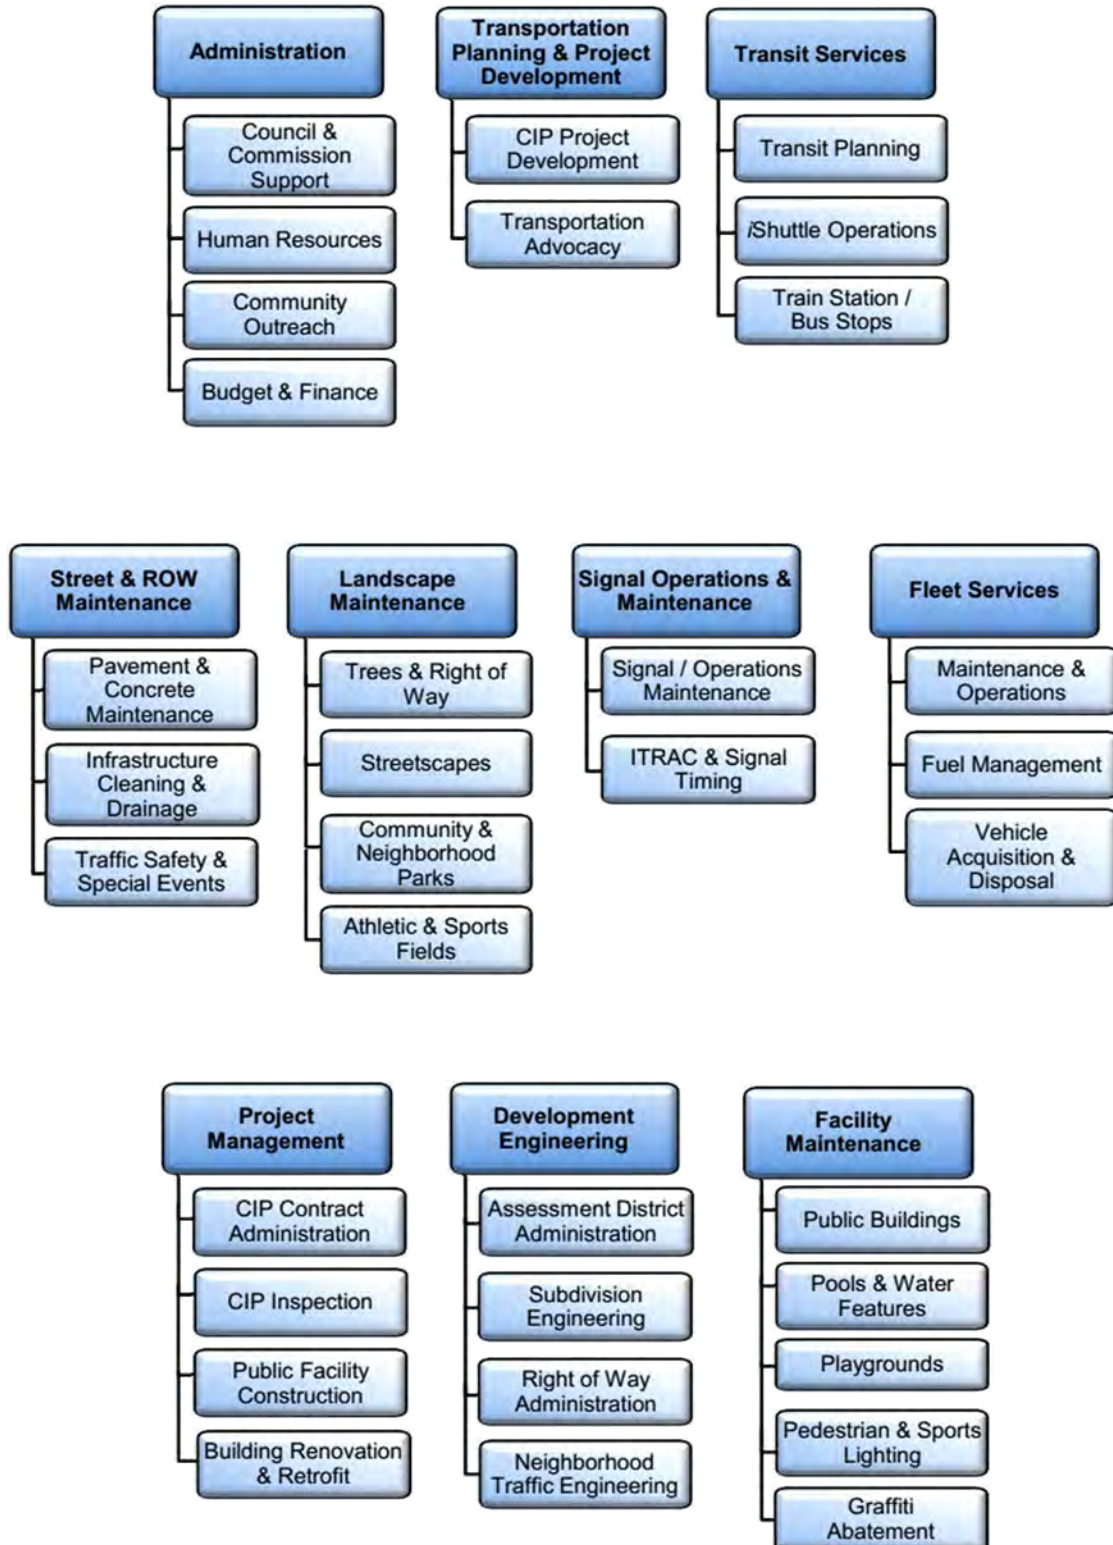 Administration
Council &
Commission
Support
Human Resources
Community
Outreach
Budget & Finance
Transportation
Planning & Project
Development
CIP Project
Development
Transportation
Advocacy
Transit Services
Transit Planning
iShuttle Operations
Train Station /
Bus Stops
Street & ROW
Maintenance
Pavement &
Concrete
Maintenance
Infrastructure
Cleaning &
Drainage
Traffic Safety &
Special Events
Landscape
Maintenance
Trees & Right of
Way
Streetscapes
Community &
Neighborhood
Parks
Athletic & Sports
Fields
Signal Operations &
Maintenance
Signal / Operations
Maintenance
ITRAC & Signal
Timing
Fleet Services
Maintenance &
Operations
Fuel Management
Vehicle
Acquisition &
Disposal
Project
Management
CIP Contract
Administration
CIP Inspection
Public Facility
Construction
Building Renovation
& Retrofit
Development
Engineering
Assessment District
Administration
Subdivision
Engineering
Right of Way
Administration
Neighborhood
Traffic Engineering
Facility
Maintenance
Public Buildings
Pools & Water
Features
Playgrounds
Pedestrian & Sports
Lighting
Graffiti
Abatement